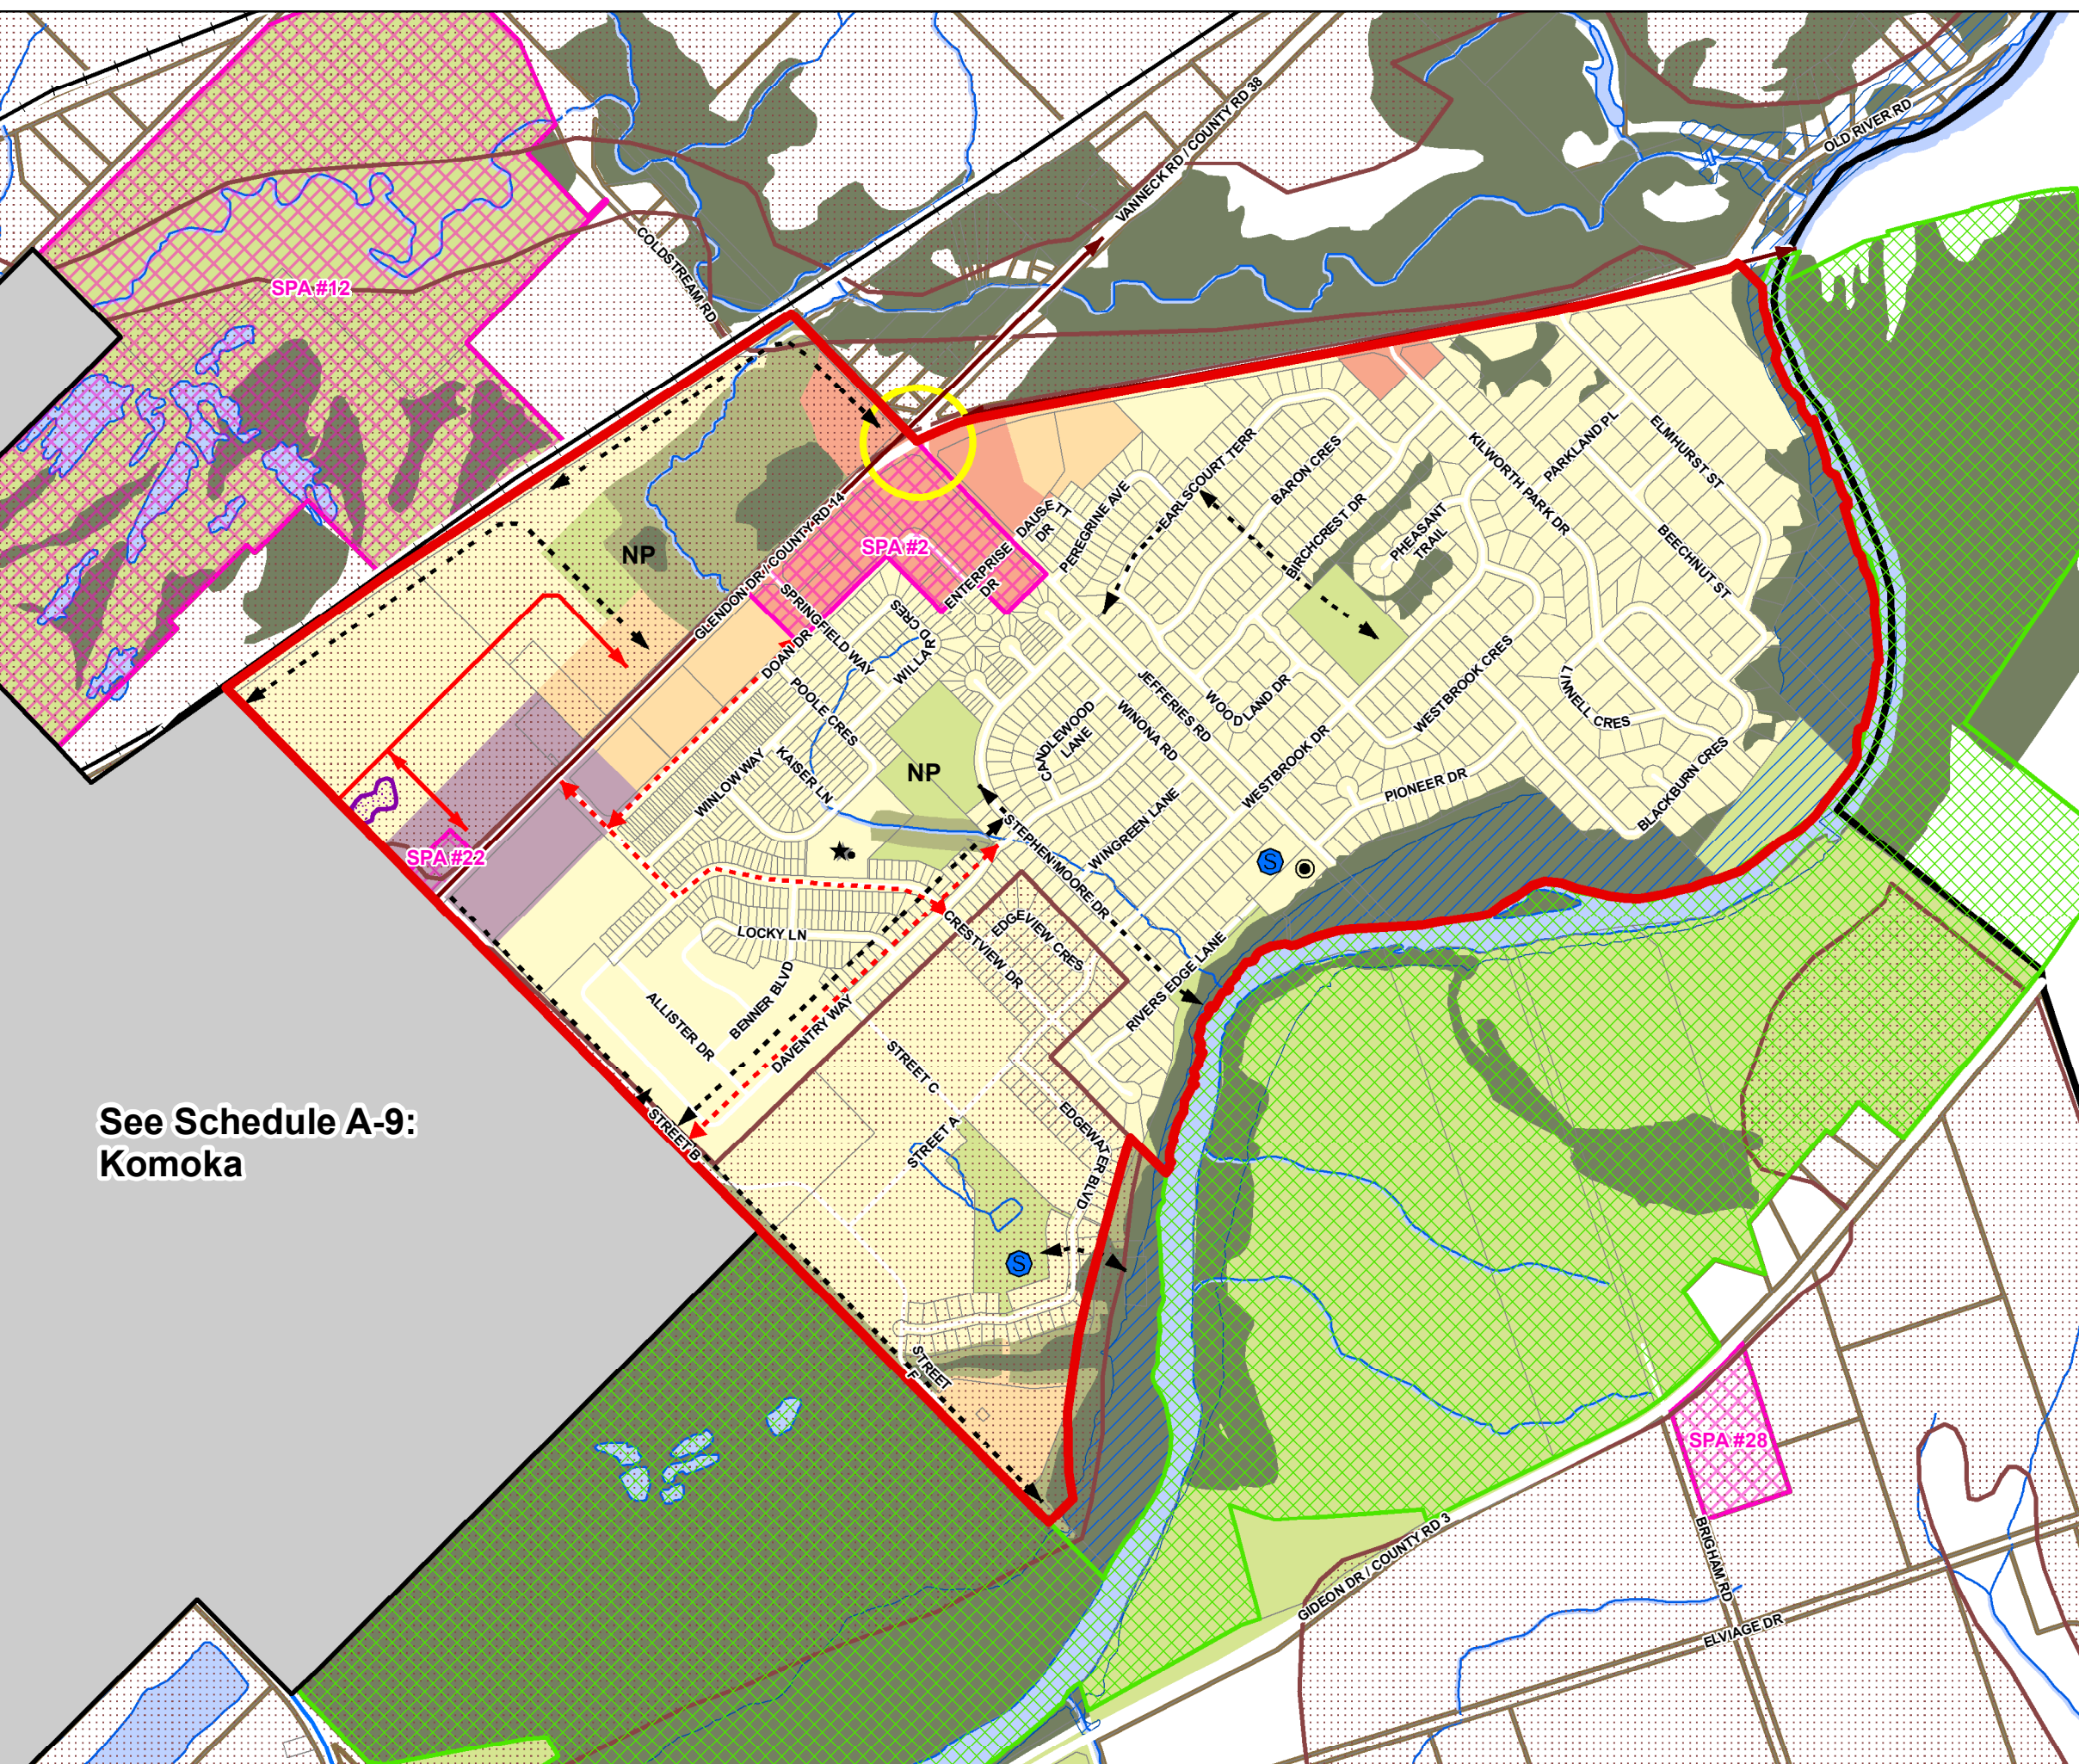 VANNECK RD / COUNTY RD 38
OLD RIVER RD
COLDSTREAM RD
SPA #12
GLENDON DR / COUNTY RD 14
SPA #2
NP
ENTERPRISE
DR
DAUSETT
DR
PEREGRINE AVE
EARLSCOURT TERR
BARON CRES
BIRCHCREST DR
PHEASANT
TRAIL
KILWORTH PARK DR
PARKLAND PL
ELMHURST ST
BEECHNUT ST
SPRINGFIELD WAY
DOAN DR
WILLARD CRES
POOLE CRES
KAISER LN
WINLOW WAY
NP
CANDLEWOOD
LANE
WINONA RD
JEFFERIES RD
WOODLAND DR
WESTBROOK DR
WESTBROOK CRES
LINNELL CRES
BLACKBURN CRES
PIONEER DR
WINGREEN LANE
STEPHEN MOORE DR
S
SPA #22
LOCKY LN
BENNER BLVD
ALLISTER DR
DAVENTRY WAY
CRESTVIEW DR
EDGEVIEW CRES
RIVERS EDGE LANE
STREET C
STREET A
STREET B
EDGEWATER BLVD
S
STREET
F
See Schedule A-9:
Komoka
SPA #28
GIDEON DR / COUNTY RD 3
BRIGHAM RD
ELVIAGE DR